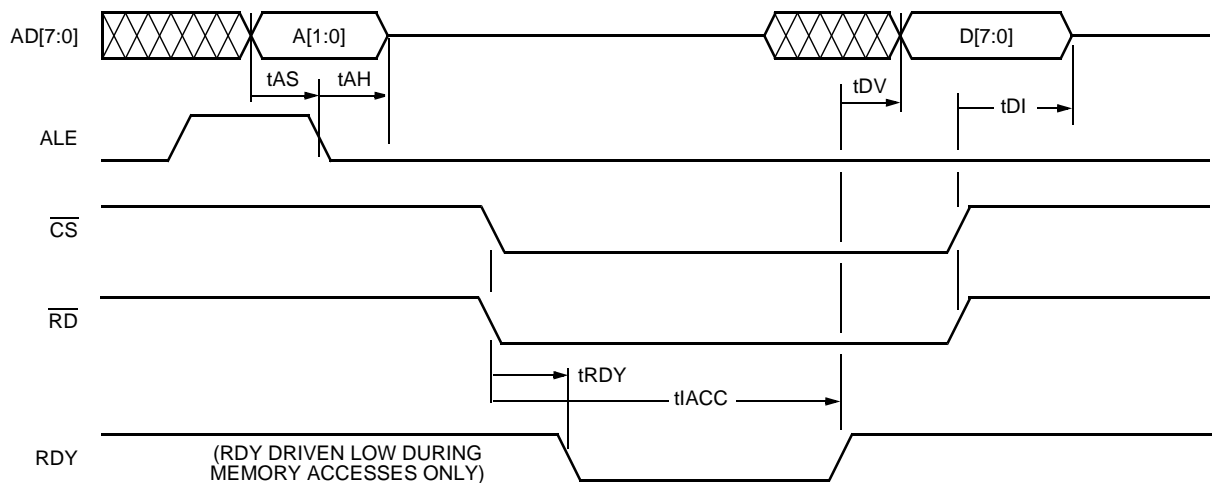 AD[7:0]
A[1:0]
D[7:0]
tAS
tAH
tDV
tDI
ALE
CS
RD
tRDY
tIACC
RDY
(RDY DRIVEN LOW DURING
MEMORY ACCESSES ONLY)